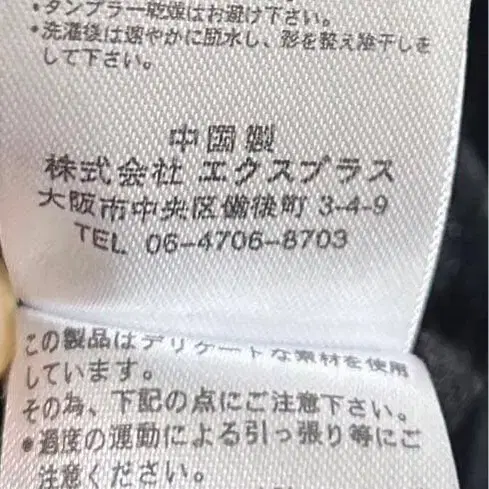 ・タンブラー乾燥はお避け下さい。
・洗濯後は速やかに脱水し、形を整え陰干しを
して下さい。
中国製
株式会社 エクスプラス
大阪市中央区備後町 3-4-9
TEL 06-4706-8703
この製品はデリケートな素材を使用
しています。
その為、下記の点にご注意下さい。
●過度の運動による引っ張り等にご
注意ください。